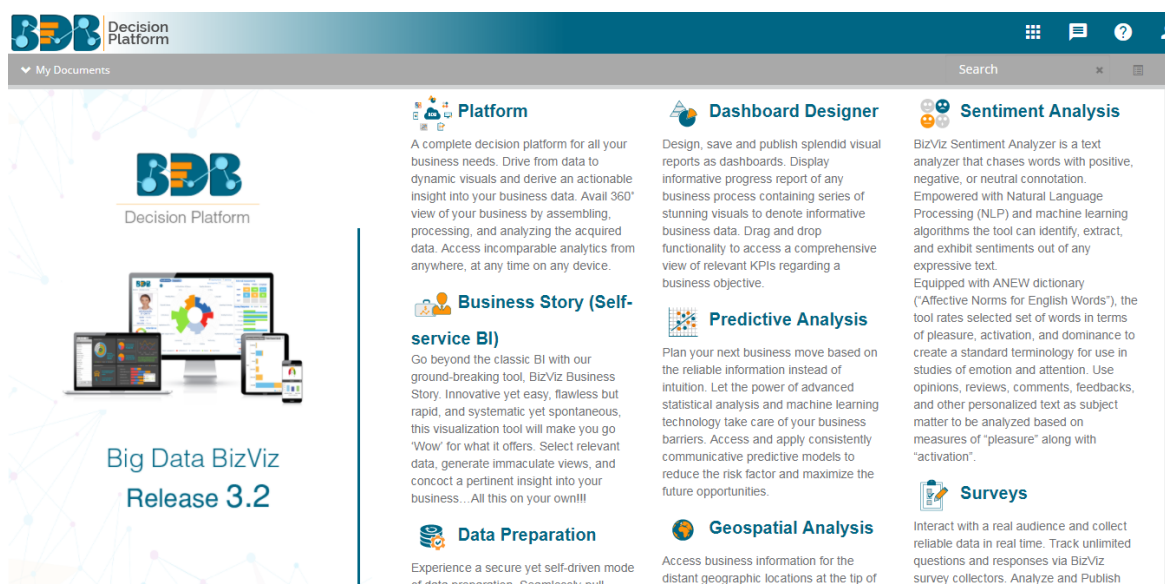 BDB Decision
Platform
My Documents
Search
BDB
Decision Platform
Big Data BizViz
Release 3.2
Platform
A complete decision platform for all your
business needs. Drive from data to
dynamic visuals and derive an actionable
insight into your business data. Avail 360°
view of your business by assembling,
processing, and analyzing the acquired
data. Access incomparable analytics from
anywhere, at any time on any device.
Business Story (Self-
service BI)
Go beyond the classic BI with our
ground-breaking tool, BizViz Business
Story. Innovative yet easy, flawless but
rapid, and systematic yet spontaneous,
this visualization tool will make you go
'Wow' for what it offers. Select relevant
data, generate immaculate views, and
concoct a pertinent insight into your
business…All this on your own!!!
Data Preparation
Experience a secure yet self-driven mode
of data preparation. Seamlessly pull
Dashboard Designer
Design, save and publish splendid visual
reports as dashboards. Display
informative progress report of any
business process containing series of
stunning visuals to denote informative
business data. Drag and drop
functionality to access a comprehensive
view of relevant KPIs regarding a
business objective.
Predictive Analysis
Plan your next business move based on
the reliable information instead of
intuition. Let the power of advanced
statistical analysis and machine learning
technology take care of your business
barriers. Access and apply consistently
communicative predictive models to
reduce the risk factor and maximize the
future opportunities.
Geospatial Analysis
Access business information for the
distant geographic locations at the tip of
Sentiment Analysis
BizViz Sentiment Analyzer is a text
analyzer that chases words with positive,
negative, or neutral connotation.
Empowered with Natural Language
Processing (NLP) and machine learning
algorithms the tool can identify, extract,
and exhibit sentiments out of any
expressive text.
Equipped with ANEW dictionary
("Affective Norms for English Words"), the
tool rates selected set of words in terms
of pleasure, activation, and dominance to
create a standard terminology for use in
studies of emotion and attention. Use
opinions, reviews, comments, feedbacks,
and other personalized text as subject
matter to be analyzed based on
measures of "pleasure" along with
"activation".
Surveys
Interact with a real audience and collect
reliable data in real time. Track unlimited
questions and responses via BizViz
survey collectors. Analyze and Publish